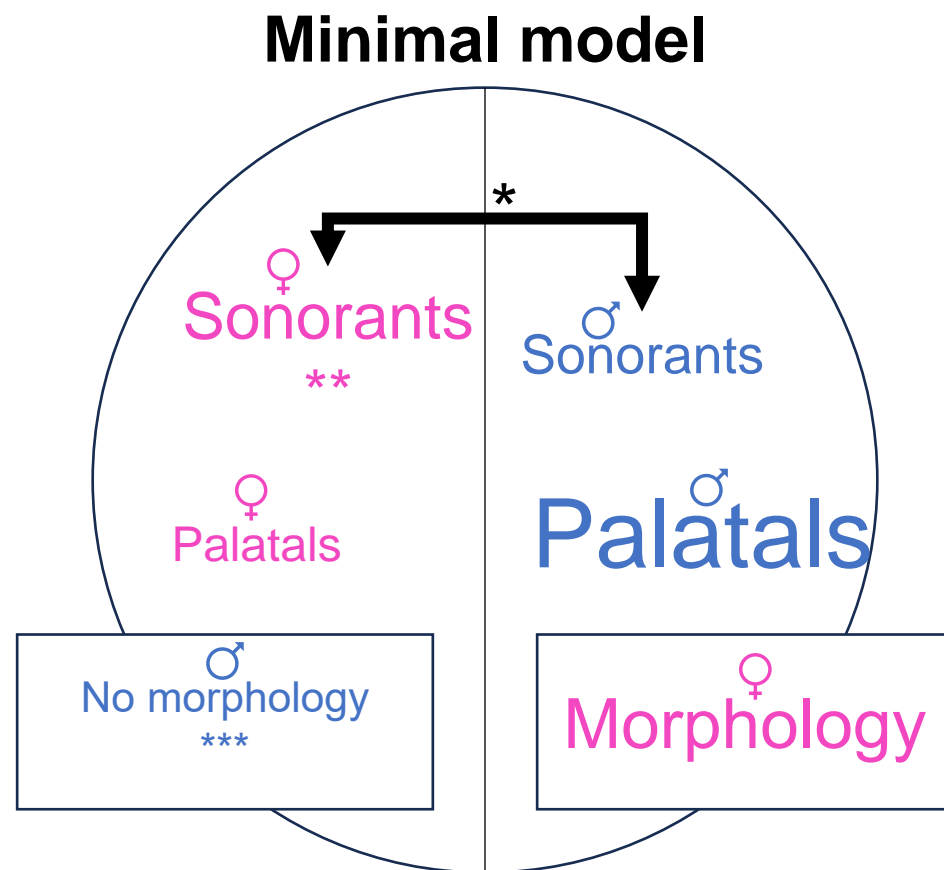 Minimal model
*
♀
Sonorants
**
♂
Sonorants
♀
Palatals
♂
Palatals
♂
No morphology
***
♀
Morphology